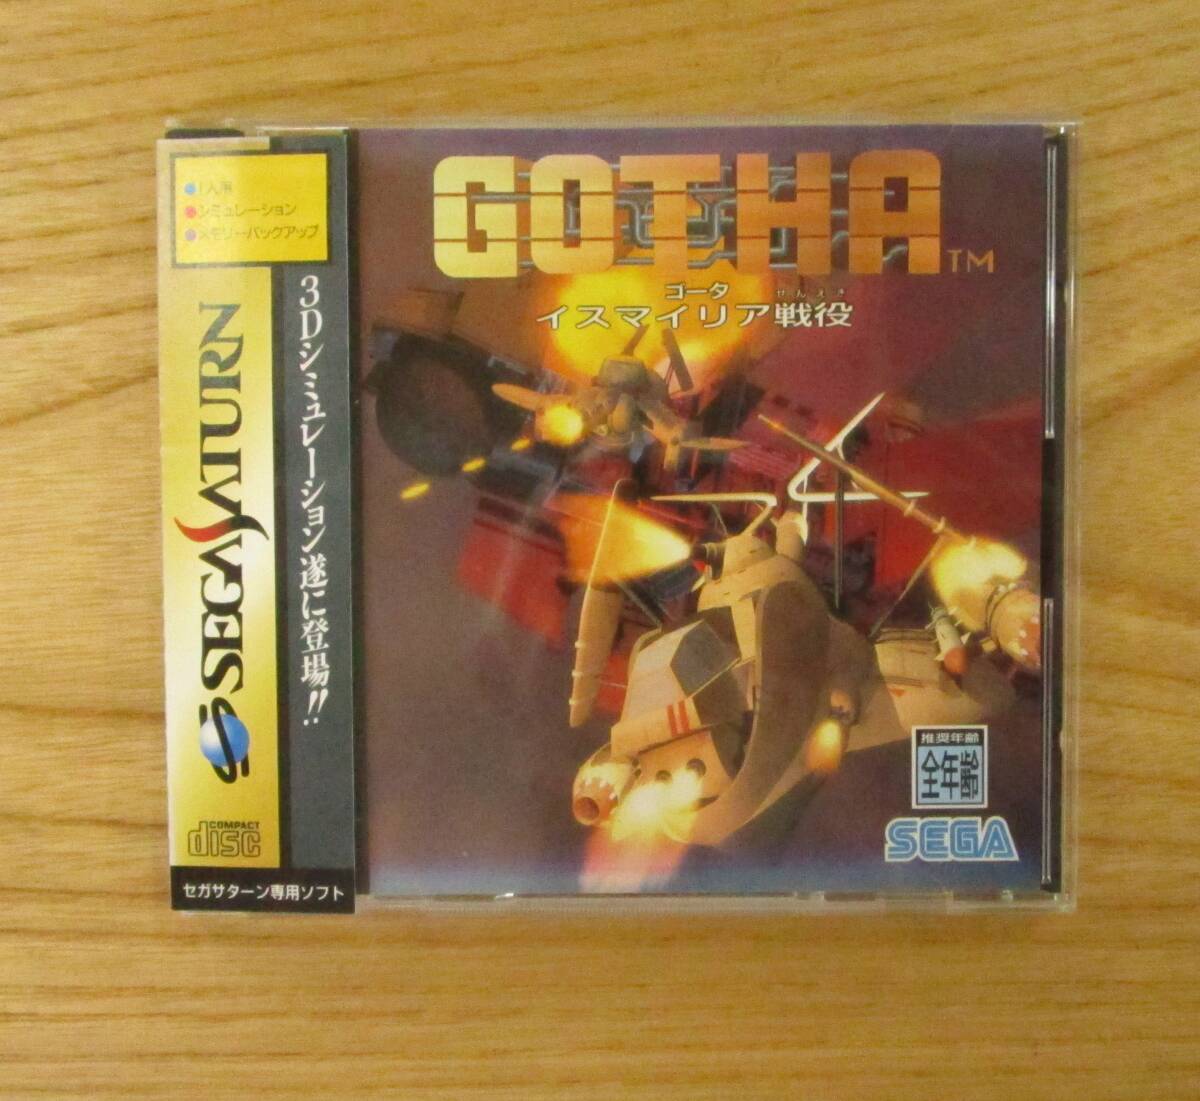 ●1人用
●シミュレーション
●メモリーバックアップ
SEGA SATURN
3Dシミュレーション遂に登場!!
COMPACT
disc
セガサターン専用ソフト
GOTHA
TM
ゴータ
せんえき
イスマイリア戦役
推奨年齢
全年齢
SEGA